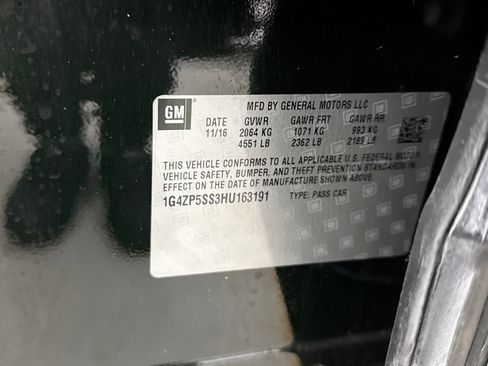 GM
MFD BY GENERAL MOTORS LLC
DATE GVWR GAWR FRT GAWR RR
11/16 2064 KG 1071 KG 993 KG
4551 LB 2362 LB 2189 LB
THIS VEHICLE CONFORMS TO ALL APPLICABLE U.S. FEDERAL MOTOR
VEHICLE SAFETY, BUMPER, AND THEFT PREVENTION STANDARDS IN
EFFECT ON THE DATE OF MANUFACTURE SHOWN ABOVE.
1G4ZP5SS3HU163191 TYPE: PASS CAR